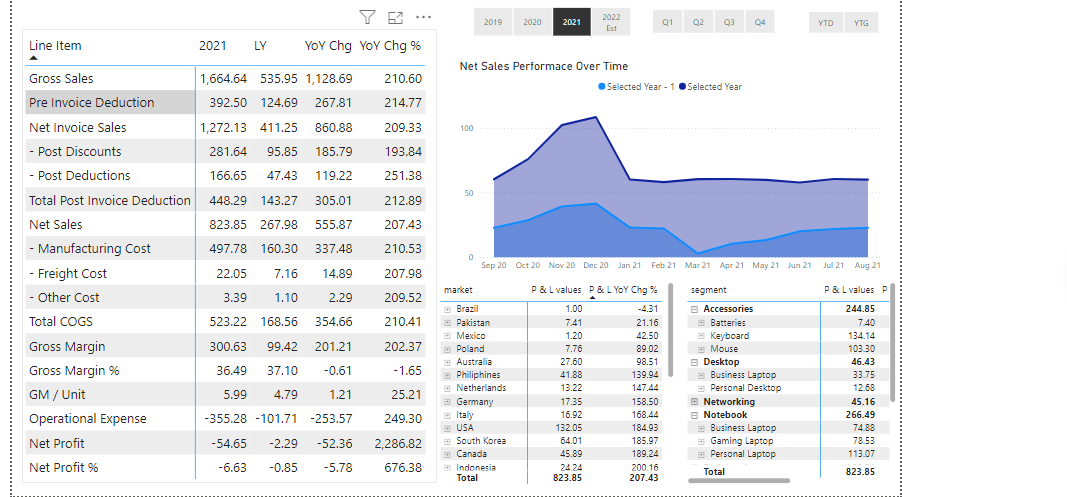 Line Item 2021 LY YoY Chg YoY Chg %
Gross Sales 1,664.64 535.95 1,128.69 210.60
Pre Invoice Deduction 392.50 124.69 267.81 214.77
Net Invoice Sales 1,272.13 411.25 860.88 209.33
- Post Discounts 281.64 95.85 185.79 193.84
- Post Deductions 166.65 47.43 119.22 251.38
Total Post Invoice Deduction 448.29 143.27 305.01 212.89
Net Sales 823.85 267.98 555.87 207.43
- Manufacturing Cost 497.78 160.30 337.48 210.53
- Freight Cost 22.05 7.16 14.89 207.98
- Other Cost 3.39 1.10 2.29 209.52
Total COGS 523.22 168.56 354.66 210.41
Gross Margin 300.63 99.42 201.21 202.37
Gross Margin % 36.49 37.10 -0.61 -1.65
GM / Unit 5.99 4.79 1.21 25.21
Operational Expense -355.28 -101.71 -253.57 249.30
Net Profit -54.65 -2.29 -52.36 2,286.82
Net Profit % -6.63 -0.85 -5.78 676.38
2019 2020 2021 2022
Est
Q1 Q2 Q3 Q4
YTD YTG
Net Sales Performace Over Time
Selected Year - 1 Selected Year
100
50
0
Sep 20 Oct 20 Nov 20 Dec 20 Jan 21 Feb 21 Mar 21 Apr 21 May 21 Jun 21 Jul 21 Aug 21
market P & L values P & L YoY Chg %
Brazil 1.00 -4.31
Pakistan 7.41 21.16
Mexico 1.20 42.50
Poland 7.76 89.02
Australia 27.60 98.51
Philiphines 41.88 139.94
Netherlands 13.22 147.44
Germany 17.35 158.50
Italy 16.92 168.44
USA 132.05 184.93
South Korea 64.01 185.97
Canada 45.89 189.24
Indonesia 24.24 200.16
Total 823.85 207.43
segment P & L values P
Accessories 244.85
Batteries 7.40
Keyboard 134.14
Mouse 103.30
Desktop 46.43
Business Laptop 33.75
Personal Desktop 12.68
Networking 45.16
Notebook 266.49
Business Laptop 74.88
Gaming Laptop 78.53
Personal Laptop 113.07
Total 823.85